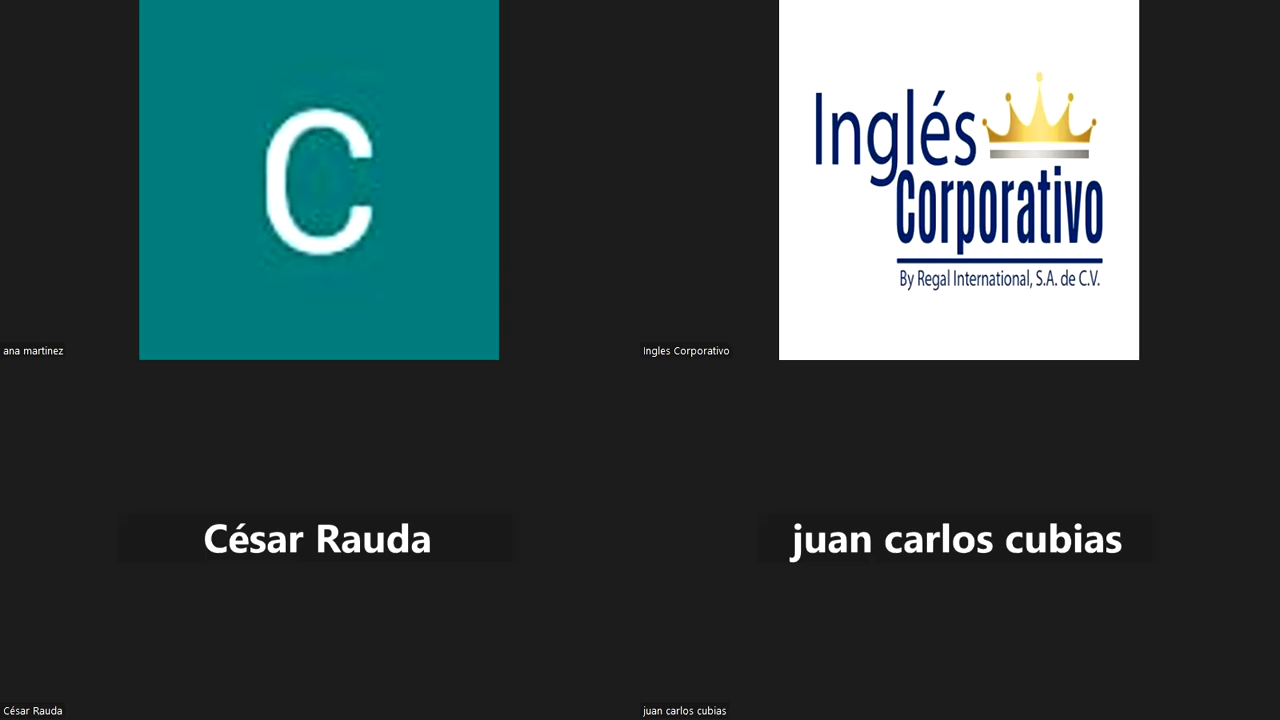 C
ana martinez
Inglés
Corporativo
By Regal International, S.A. de C.V.
Ingles Corporativo
César Rauda
César Rauda
juan carlos cubias
juan carlos cubias